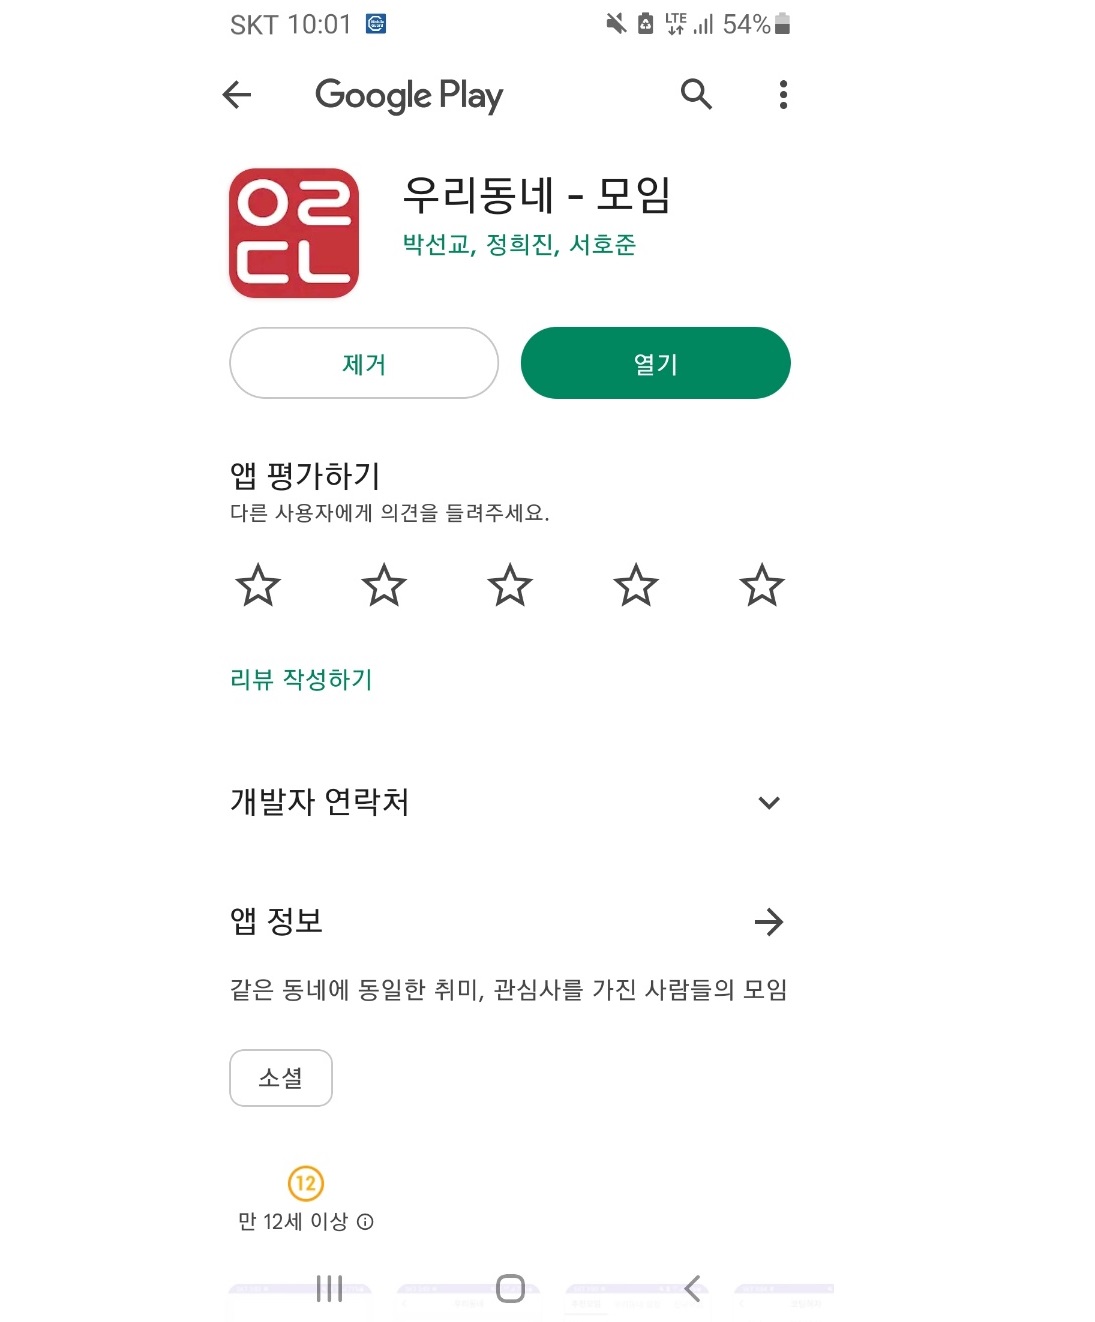 SKT 10:01 LTE 54%
Google Play
우리동네 - 모임
박선교, 정희진, 서호준
제거 열기
앱 평가하기
다른 사용자에게 의견을 들려주세요.
리뷰 작성하기
개발자 연락처
앱 정보
같은 동네에 동일한 취미, 관심사를 가진 사람들의 모임
소셜
12
만 12세 이상